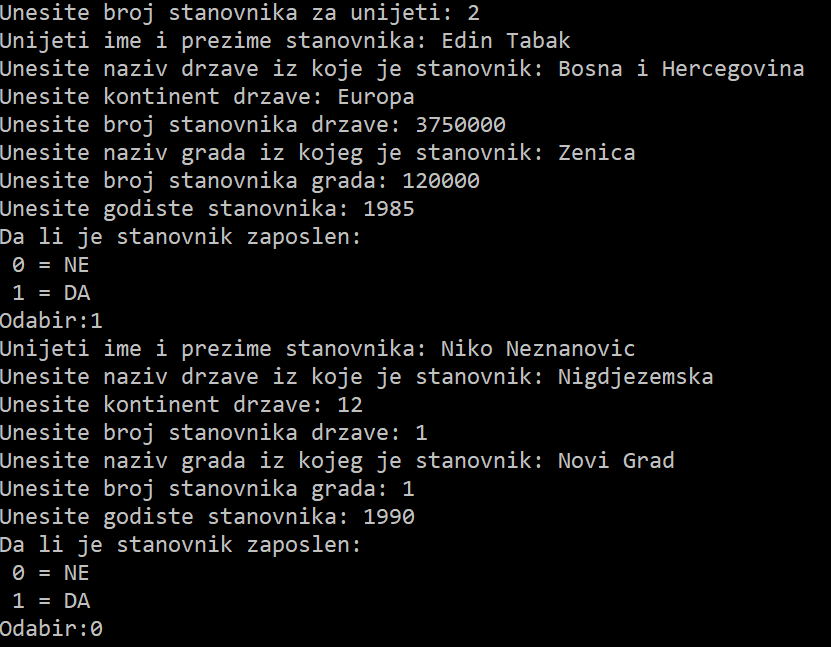 Unesite broj stanovnika za unijeti: 2
Unijeti ime i prezime stanovnika: Edin Tabak
Unesite naziv drzave iz koje je stanovnik: Bosna i Hercegovina
Unesite kontinent drzave: Europa
Unesite broj stanovnika drzave: 3750000
Unesite naziv grada iz kojeg je stanovnik: Zenica
Unesite broj stanovnika grada: 120000
Unesite godiste stanovnika: 1985
Da li je stanovnik zaposlen:
 0 = NE
 1 = DA
Odabir:1
Unijeti ime i prezime stanovnika: Niko Neznanovic
Unesite naziv drzave iz koje je stanovnik: Nigdjezemska
Unesite kontinent drzave: 12
Unesite broj stanovnika drzave: 1
Unesite naziv grada iz kojeg je stanovnik: Novi Grad
Unesite broj stanovnika grada: 1
Unesite godiste stanovnika: 1990
Da li je stanovnik zaposlen:
 0 = NE
 1 = DA
Odabir:0